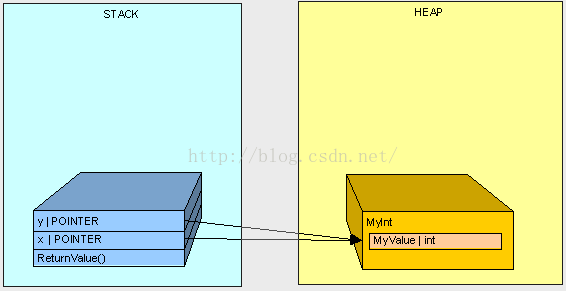 STACK
HEAP
http://blog.csdn.net/
y | POINTER
x | POINTER
ReturnValue()
MyInt
MyValue | int